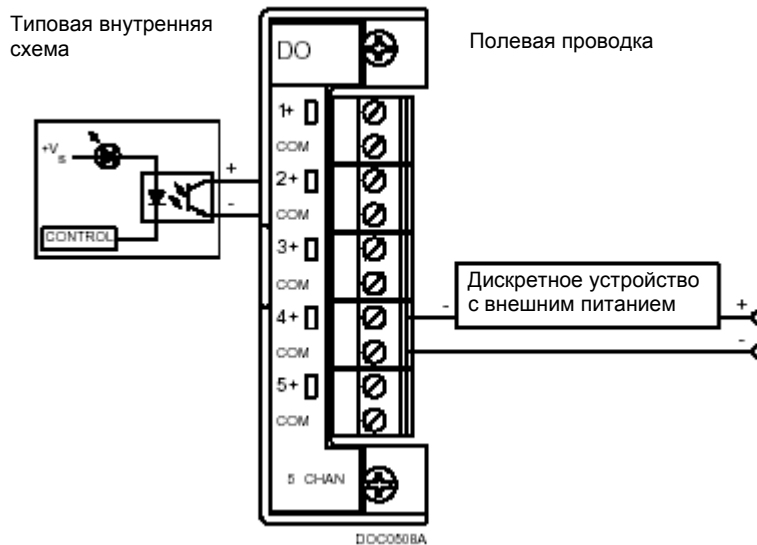 Типовая внутренняя
схема
Полевая проводка
DO
1+
COM
2+
COM
3+
COM
4+
COM
5+
COM
5 CHAN
+Vs
+
-
CONTROL
Дискретное устройство
с внешним питанием
-
+
-
DOC0508A